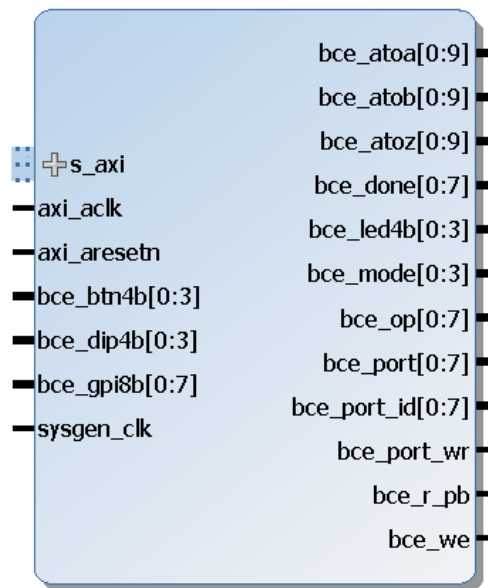 s_axi
axi_aclk
axi_aresetn
bce_btn4b[0:3]
bce_dip4b[0:3]
bce_gpi8b[0:7]
sysgen_clk
bce_atoa[0:9]
bce_atob[0:9]
bce_atoz[0:9]
bce_done[0:7]
bce_led4b[0:3]
bce_mode[0:3]
bce_op[0:7]
bce_port[0:7]
bce_port_id[0:7]
bce_port_wr
bce_r_pb
bce_we